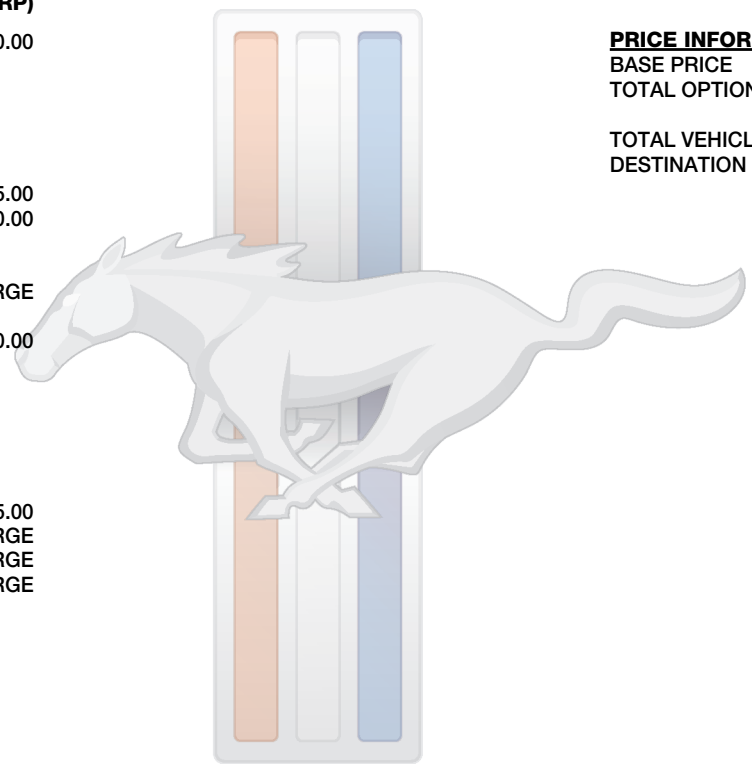 RP)
0.00
5.00
0.00
RGE
0.00
5.00
RGE
RGE
RGE
PRICE INFOR
BASE PRICE
TOTAL OPTION
TOTAL VEHICL
DESTINATION